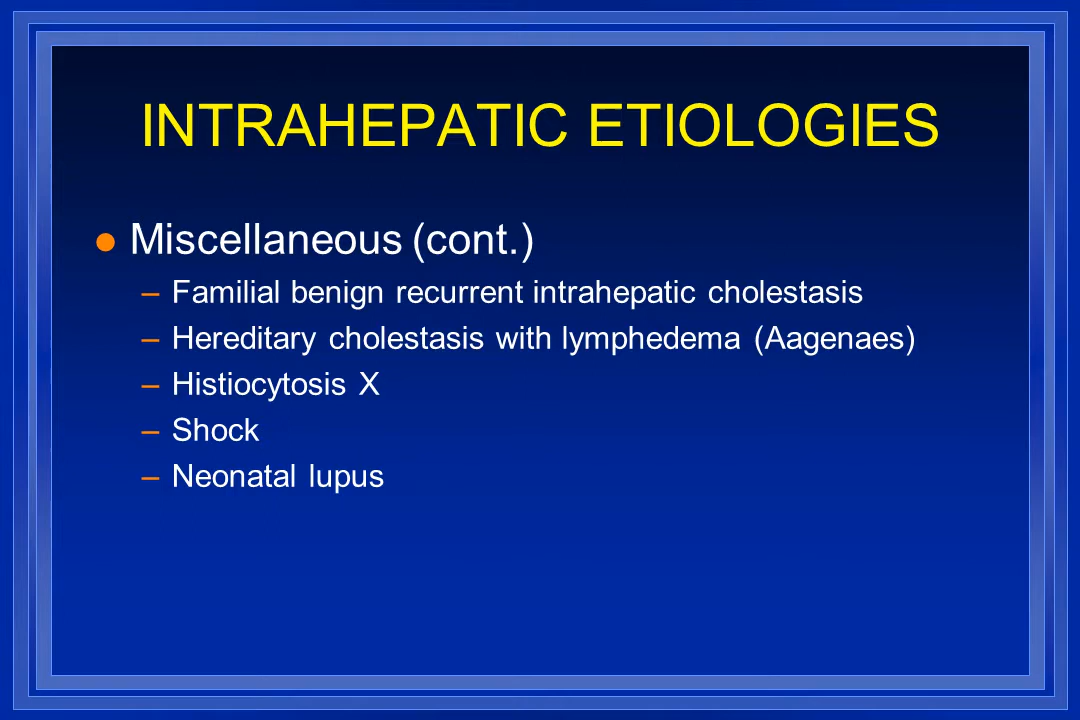 INTRAHEPATIC ETIOLOGIES
● Miscellaneous (cont.)
– Familial benign recurrent intrahepatic cholestasis
– Hereditary cholestasis with lymphedema (Aagenaes)
– Histiocytosis X
– Shock
– Neonatal lupus